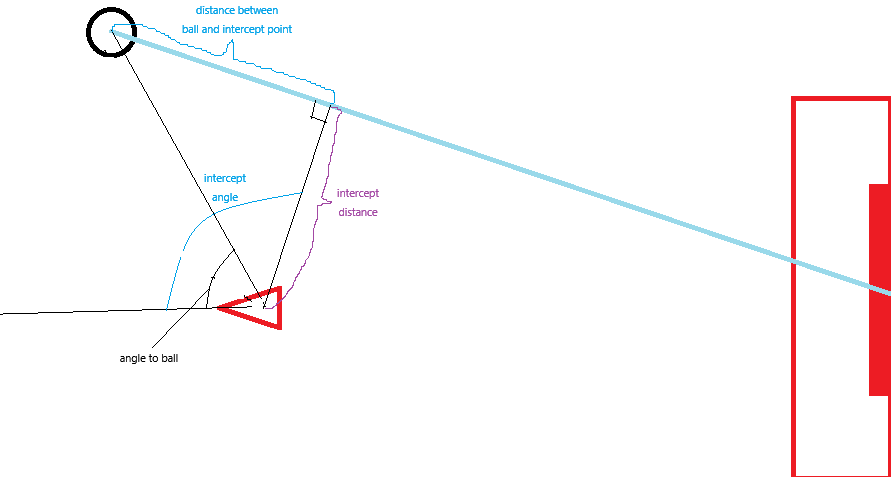 distance between
ball and intercept point
intercept
angle
intercept
distance
angle to ball